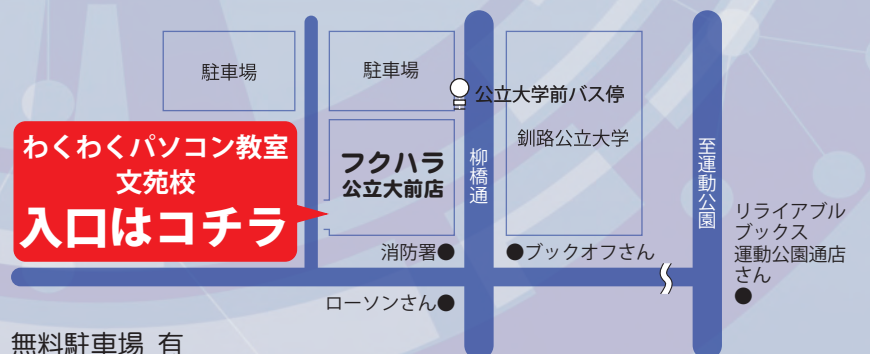 駐車場
駐車場
公立大学前バス停
釧路公立大学
わくわくパソコン教室
文苑校
入口はコチラ
フクハラ
公立大前店
柳橋通
至運動公園
リライアブル
ブックス
運動公園通店
さん
消防署●
●ブックオフさん
ローソンさん●
無料駐車場 有